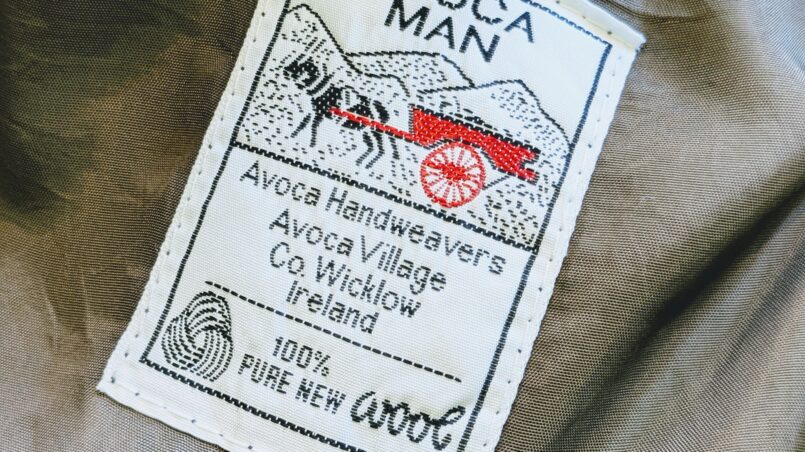 MAN
Avoca Handweavers
Avoca Village
Co. Wicklow
Ireland
100%
PURE NEW wool